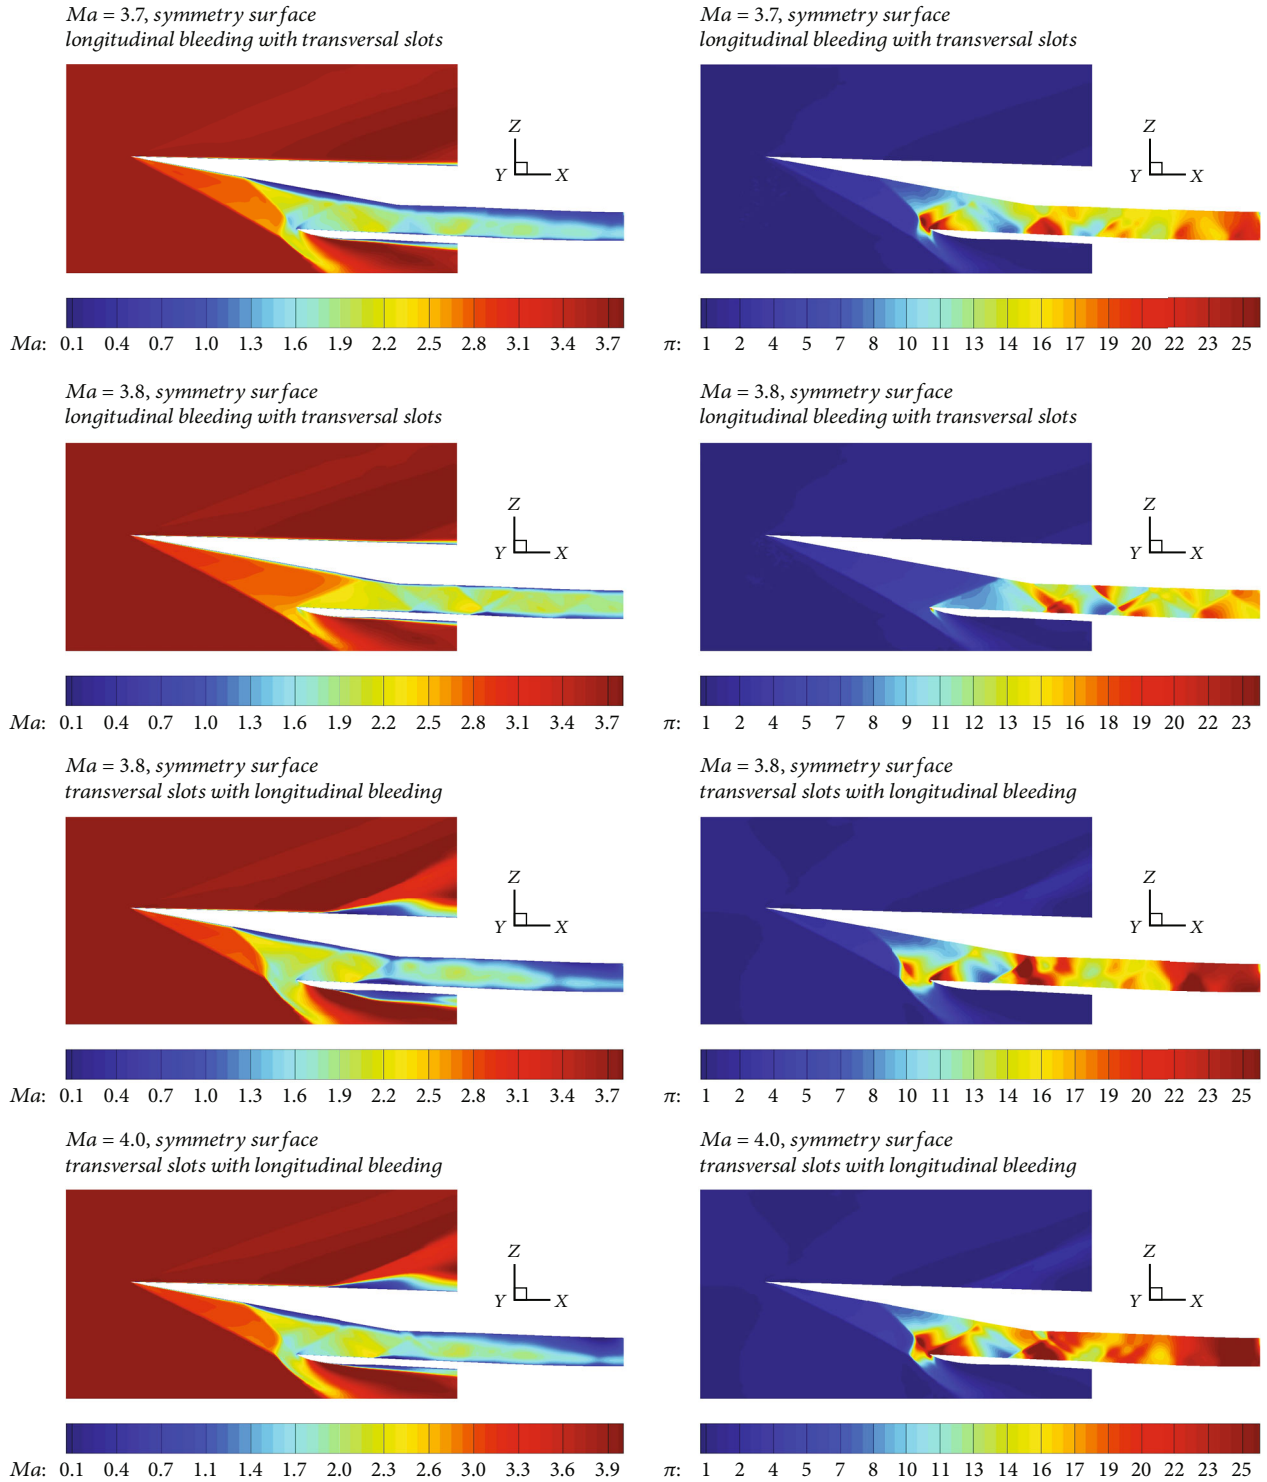 Ma = 3.7, symmetry surface
longitudinal bleeding with transversal slots
Z
Y X
Ma: 0.1 0.4 0.7 1.0 1.3 1.6 1.9 2.2 2.5 2.8 3.1 3.4 3.7
Ma = 3.7, symmetry surface
longitudinal bleeding with transversal slots
Z
Y X
π: 1 2 4 5 7 8 10 11 13 14 16 17 19 20 22 23 25
Ma = 3.8, symmetry surface
longitudinal bleeding with transversal slots
Z
Y X
Ma: 0.1 0.4 0.7 1.0 1.3 1.6 1.9 2.2 2.5 2.8 3.1 3.4 3.7
Ma = 3.8, symmetry surface
longitudinal bleeding with transversal slots
Z
Y X
π: 1 2 4 5 7 8 9 11 12 13 15 16 18 19 20 22 23
Ma = 3.8, symmetry surface
transversal slots with longitudinal bleeding
Z
Y X
Ma: 0.1 0.4 0.7 1.0 1.3 1.6 1.9 2.2 2.5 2.8 3.1 3.4 3.7
Ma = 3.8, symmetry surface
transversal slots with longitudinal bleeding
Z
Y X
π: 1 2 4 5 7 8 10 11 13 14 16 17 19 20 22 23 25
Ma = 4.0, symmetry surface
transversal slots with longitudinal bleeding
Z
Y X
Ma: 0.1 0.4 0.7 1.1 1.4 1.7 2.0 2.3 2.6 3.0 3.3 3.6 3.9
Ma = 4.0, symmetry surface
transversal slots with longitudinal bleeding
Z
Y X
π: 1 2 4 5 7 8 10 11 13 14 16 17 19 20 22 23 25